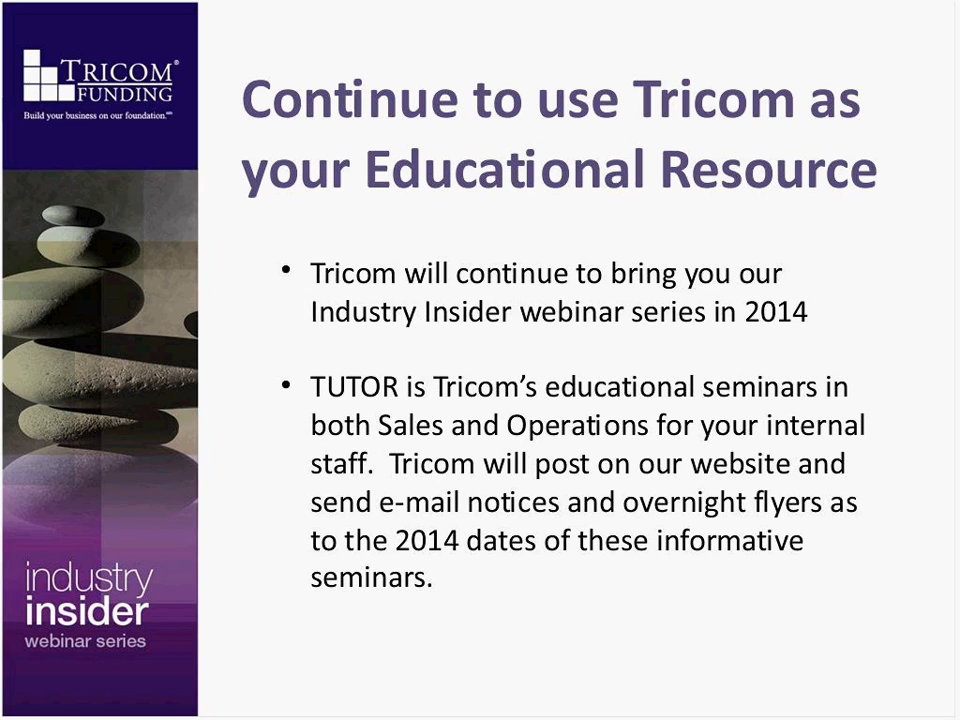 TRICOM®
FUNDING
Build your business on our foundation.℠
Continue to use Tricom as
your Educational Resource
• Tricom will continue to bring you our
Industry Insider webinar series in 2014
• TUTOR is Tricom’s educational seminars in
both Sales and Operations for your internal
staff.  Tricom will post on our website and
send e-mail notices and overnight flyers as
to the 2014 dates of these informative
seminars.
industry
insider
webinar series